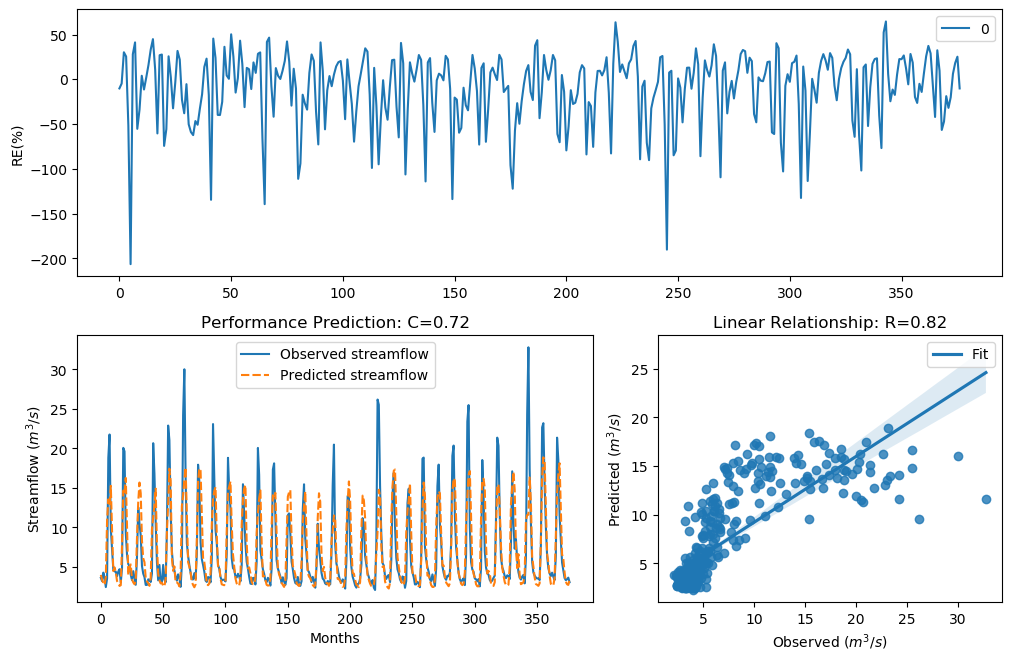 RE(%)
50
0
−50
−100
−150
−200
0
0 50 100 150 200 250 300 350
Performance Prediction: C=0.72
Streamflow (m³/s)
30
25
20
15
10
5
Observed streamflow
Predicted streamflow
0 50 100 150 200 250 300 350
Months
Linear Relationship: R=0.82
Predicted (m³/s)
25
20
15
10
5
Fit
5 10 15 20 25 30
Observed (m³/s)